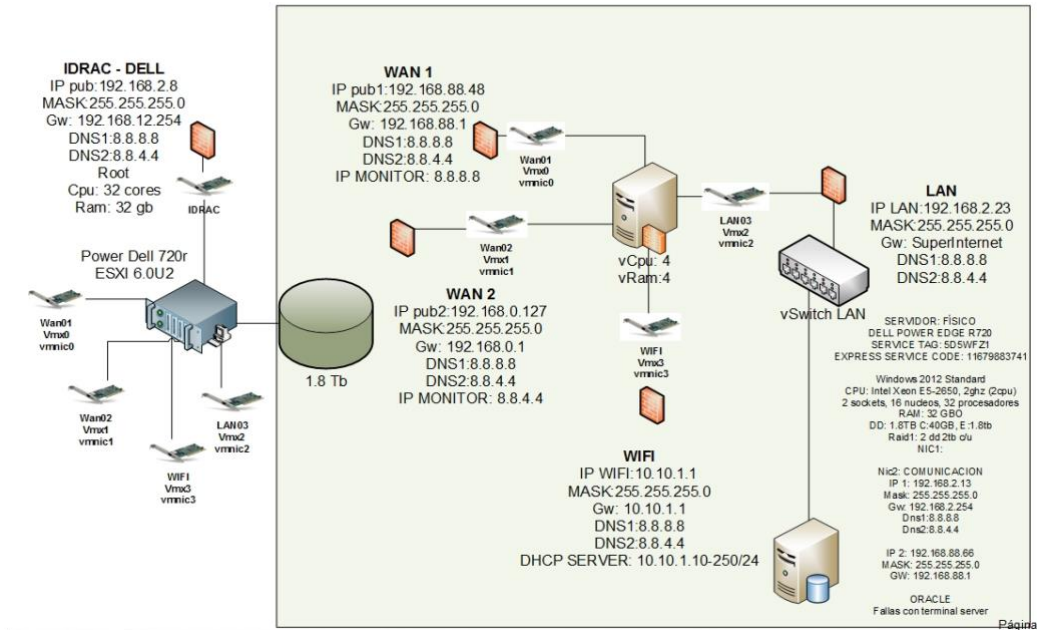 IDRAC - DELL
IP pub:192.168.2.8
MASK:255.255.255.0
Gw: 192.168.12.254
DNS1:8.8.8.8
DNS2:8.8.4.4
Root
Cpu: 32 cores
Ram: 32 gb
IDRAC
Power Dell 720r
ESXI 6.0U2
Wan01
Vmx0
vmnic0
Wan02
Vmx1
vmnic1
WIFI
Vmx3
vmnic3
LAN03
Vmx2
vmnic2
1.8 Tb
WAN 1
IP pub1:192.168.88.48
MASK:255.255.255.0
Gw: 192.168.88.1
DNS1:8.8.8.8
DNS2:8.8.4.4
IP MONITOR: 8.8.8.8
Wan01
Vmx0
vmnic0
Wan02
Vmx1
vmnic1
WAN 2
IP pub2:192.168.0.127
MASK:255.255.255.0
Gw: 192.168.0.1
DNS1:8.8.8.8
DNS2:8.8.4.4
IP MONITOR: 8.8.4.4
vCpu: 4
vRam:4
LAN03
Vmx2
vmnic2
WIFI
Vmx3
vmnic3
WIFI
IP WIFI:10.10.1.1
MASK:255.255.255.0
Gw: 10.10.1.1
DNS1:8.8.8.8
DNS2:8.8.4.4
DHCP SERVER: 10.10.1.10-250/24
LAN
IP LAN:192.168.2.23
MASK:255.255.255.0
Gw: SuperInternet
DNS1:8.8.8.8
DNS2:8.8.4.4
vSwitch LAN
SERVIDOR: FÍSICO
DELL POWER EDGE R720
SERVICE TAG: 5D5WFZ1
EXPRESS SERVICE CODE: 11679883741
Windows 2012 Standard
CPU: Intel Xeon E5-2650, 2ghz (2cpu)
2 sockets, 16 nucleos, 32 procesadores
RAM: 32 GBO
DD: 1.8TB C:40GB, E:1.8tb
Raid1: 2 dd 2tb c/u
NIC1:
Nic2: COMUNICACION
IP 1: 192.168.2.13
Mask: 255.255.255.0
Gw: 192.168.2.254
Dns1:8.8.8.8
Dns2:8.8.4.4
IP 2: 192.168.88.66
MASK: 255.255.255.0
GW: 192.168.88.1
ORACLE
Fallas con terminal server
Página